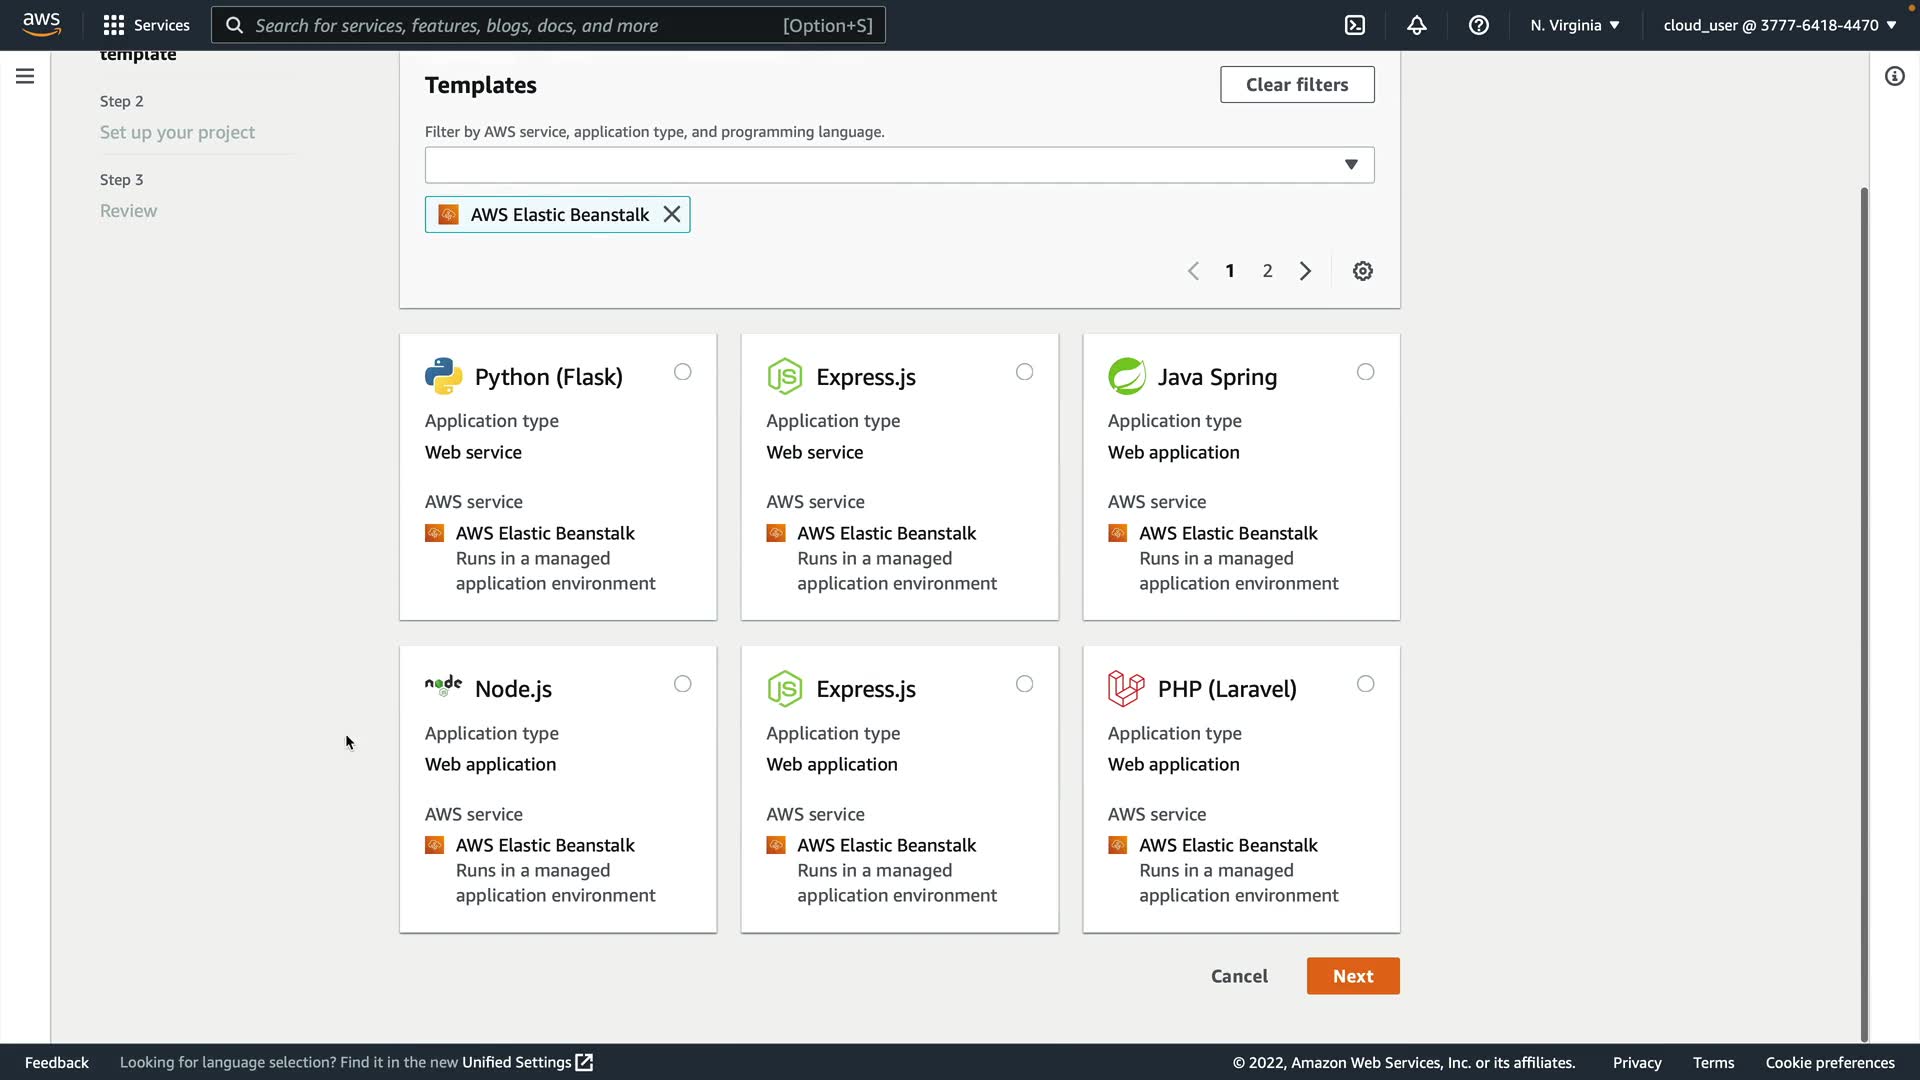 aws
Services
Search for services, features, blogs, docs, and more
[Option+S]
N. Virginia
cloud_user @ 3777-6418-4470
template
Step 2
Set up your project
Step 3
Review
Templates
Clear filters
Filter by AWS service, application type, and programming language.
AWS Elastic Beanstalk
1
2
Python (Flask)
Application type
Web service
AWS service
AWS Elastic Beanstalk
Runs in a managed
application environment
JS
Express.js
Application type
Web service
AWS service
AWS Elastic Beanstalk
Runs in a managed
application environment
Java Spring
Application type
Web application
AWS service
AWS Elastic Beanstalk
Runs in a managed
application environment
node
JS
Node.js
Application type
Web application
AWS service
AWS Elastic Beanstalk
Runs in a managed
application environment
JS
Express.js
Application type
Web application
AWS service
AWS Elastic Beanstalk
Runs in a managed
application environment
PHP (Laravel)
Application type
Web application
AWS service
AWS Elastic Beanstalk
Runs in a managed
application environment
Cancel
Next
Feedback
Looking for language selection? Find it in the new Unified Settings
© 2022, Amazon Web Services, Inc. or its affiliates.
Privacy
Terms
Cookie preferences